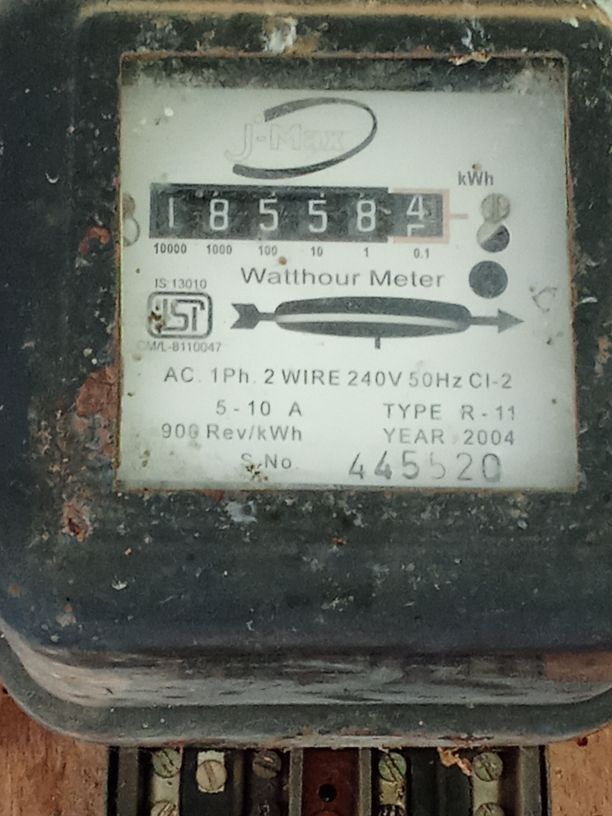 J-Max
kWh
1 8 5 5 8 4
10000 1000 100 10 1 0.1
Watthour Meter
IS:13010
ISI
CM/L-8110047
AC. 1Ph. 2 WIRE 240V 50Hz Cl-2
5-10 A TYPE R-11
900 Rev/kWh YEAR 2004
S.No. 445520